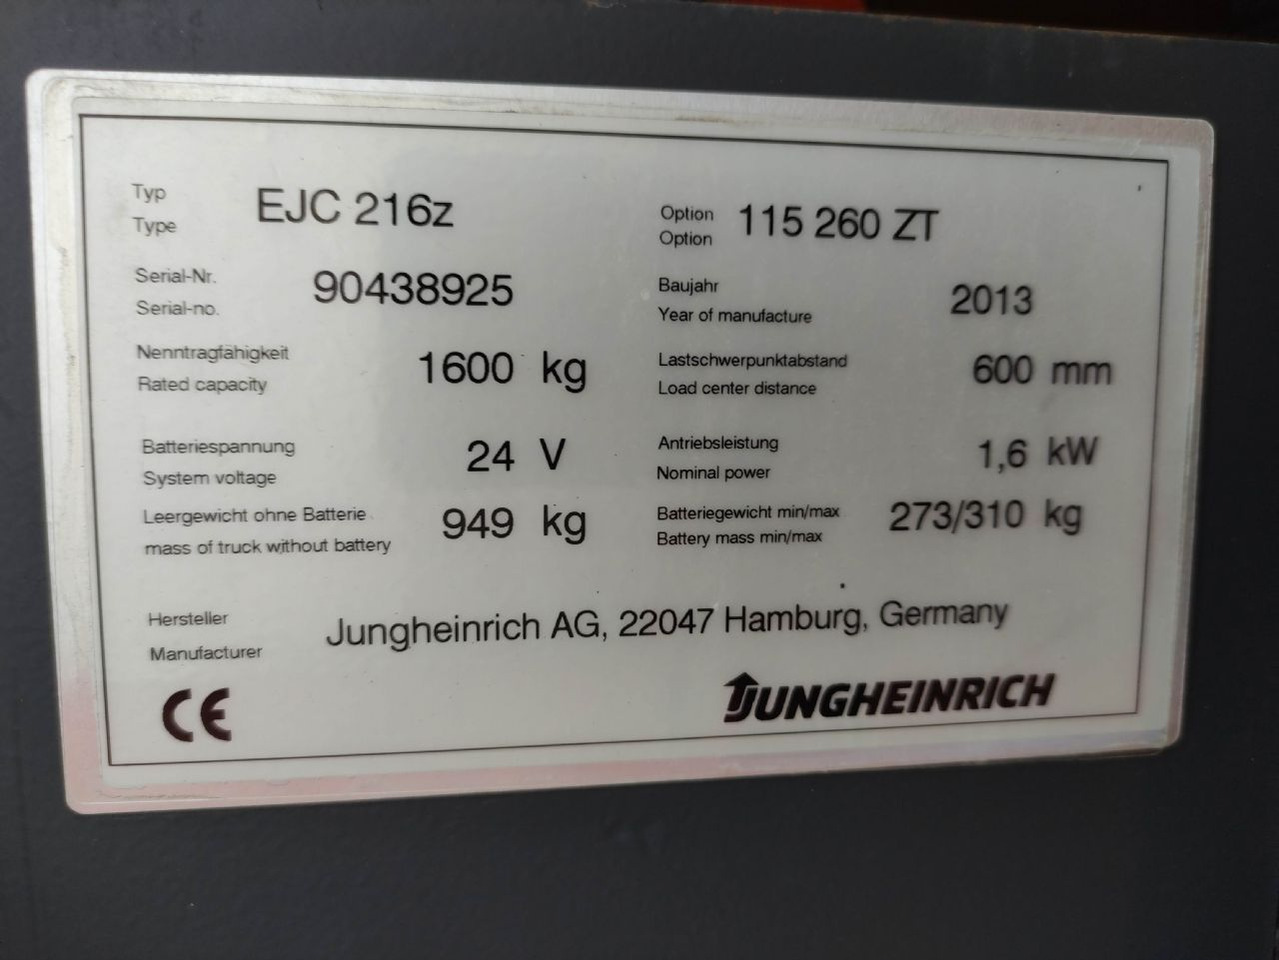 Typ
Type
EJC 216z
Option
Option
115 260 ZT
Serial-Nr.
Serial-no.
90438925
Baujahr
Year of manufacture
2013
Nenntragfähigkeit
Rated capacity
1600 kg
Lastschwerpunktabstand
Load center distance
600 mm
Batteriespannung
System voltage
24 V
Antriebsleistung
Nominal power
1,6 kW
Leergewicht ohne Batterie
mass of truck without battery
949 kg
Batteriegewicht min/max
Battery mass min/max
273/310 kg
Hersteller
Manufacturer
Jungheinrich AG, 22047 Hamburg, Germany
CE
JUNGHEINRICH